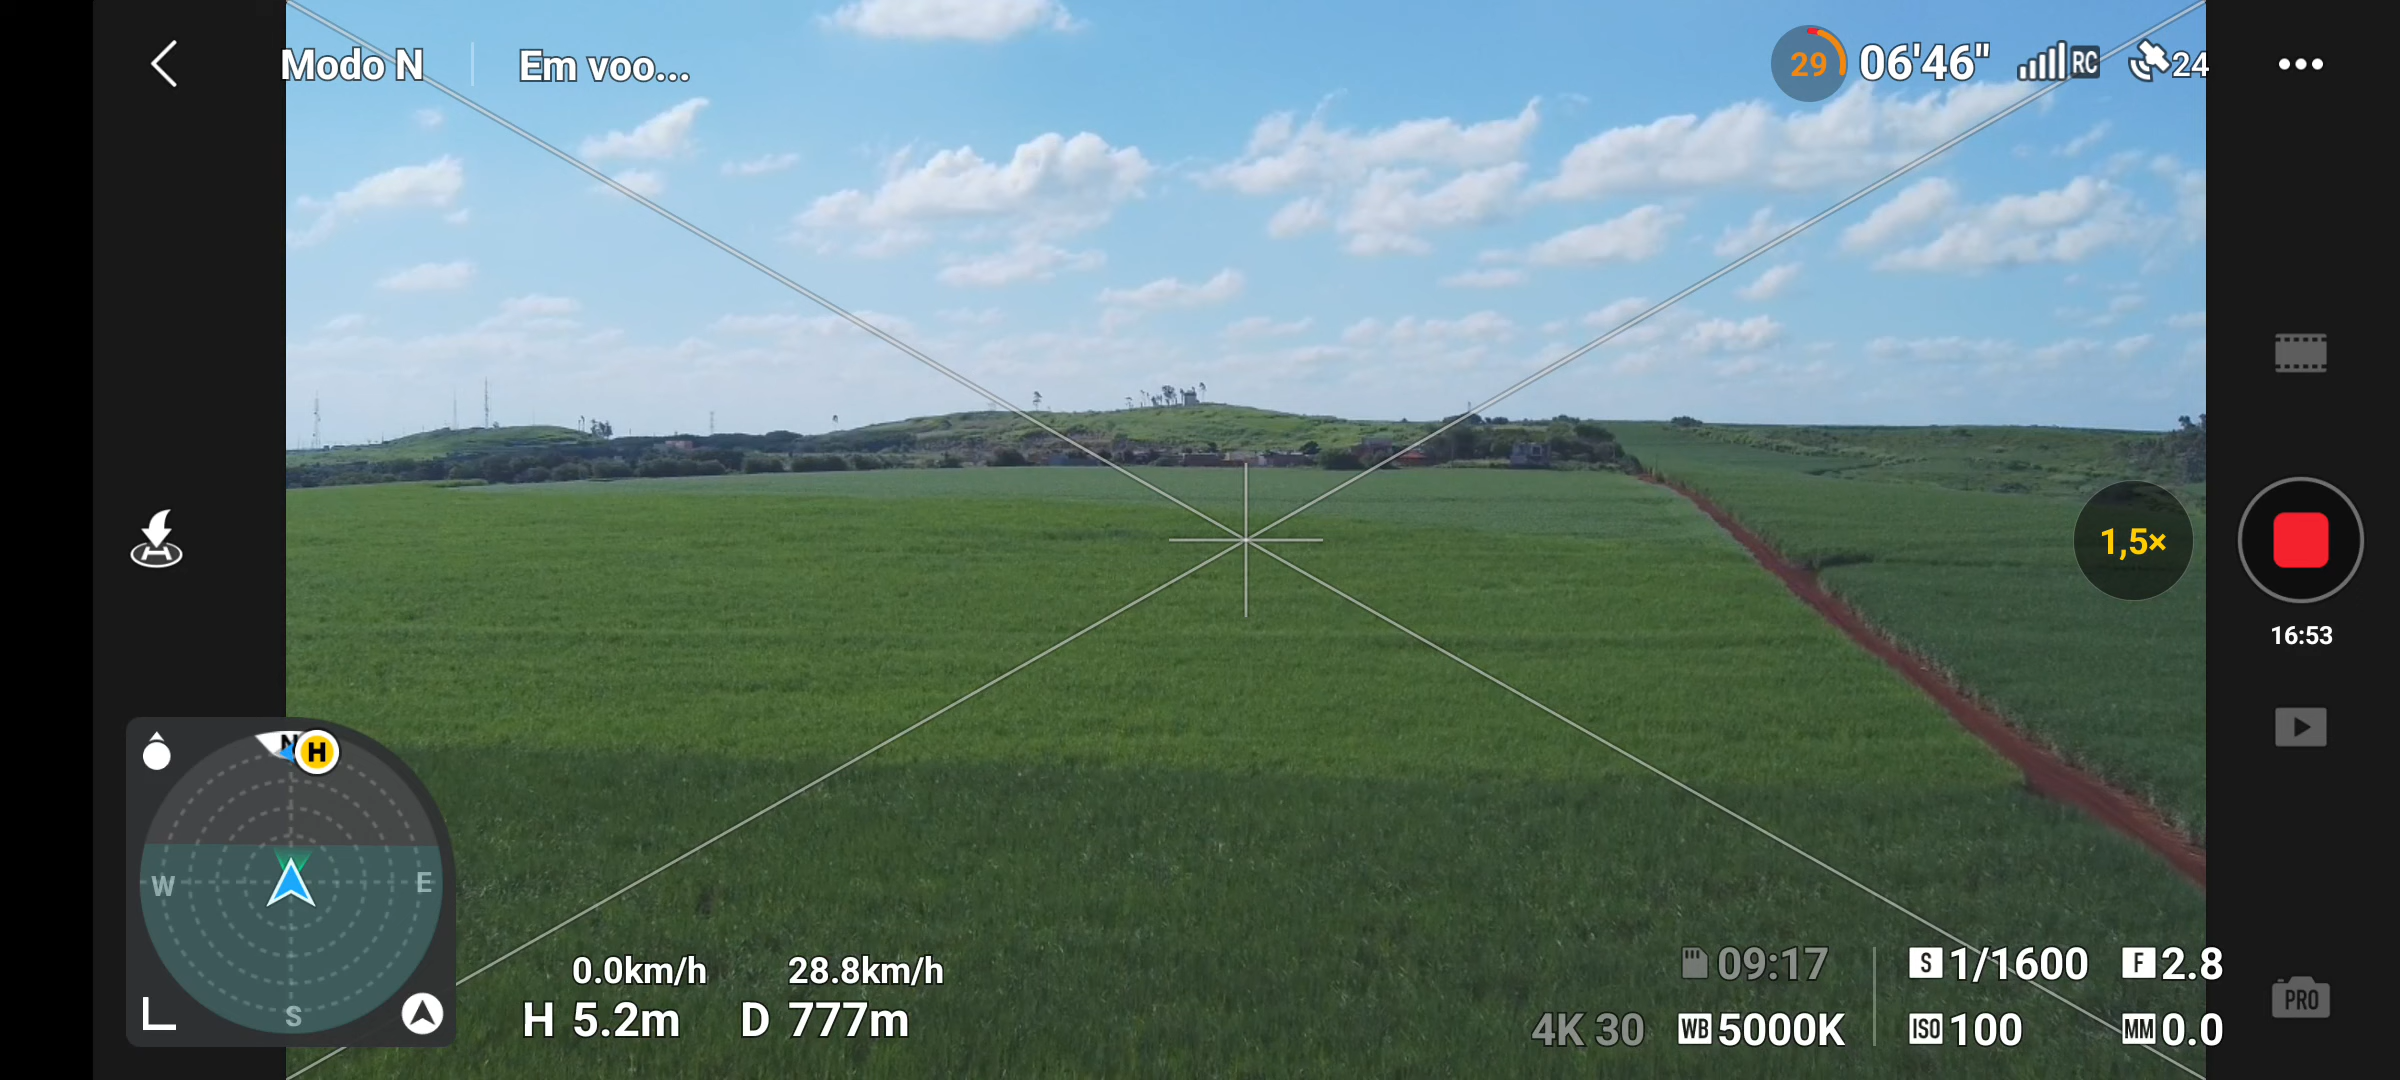 Modo N Em voo... 29 06'46" RC 24
1,5×
16:53
N H
W E
S
0.0km/h 28.8km/h
H 5.2m D 777m
09:17 S 1/1600 F 2.8
4K 30 WB 5000K ISO 100 MM 0.0
PRO